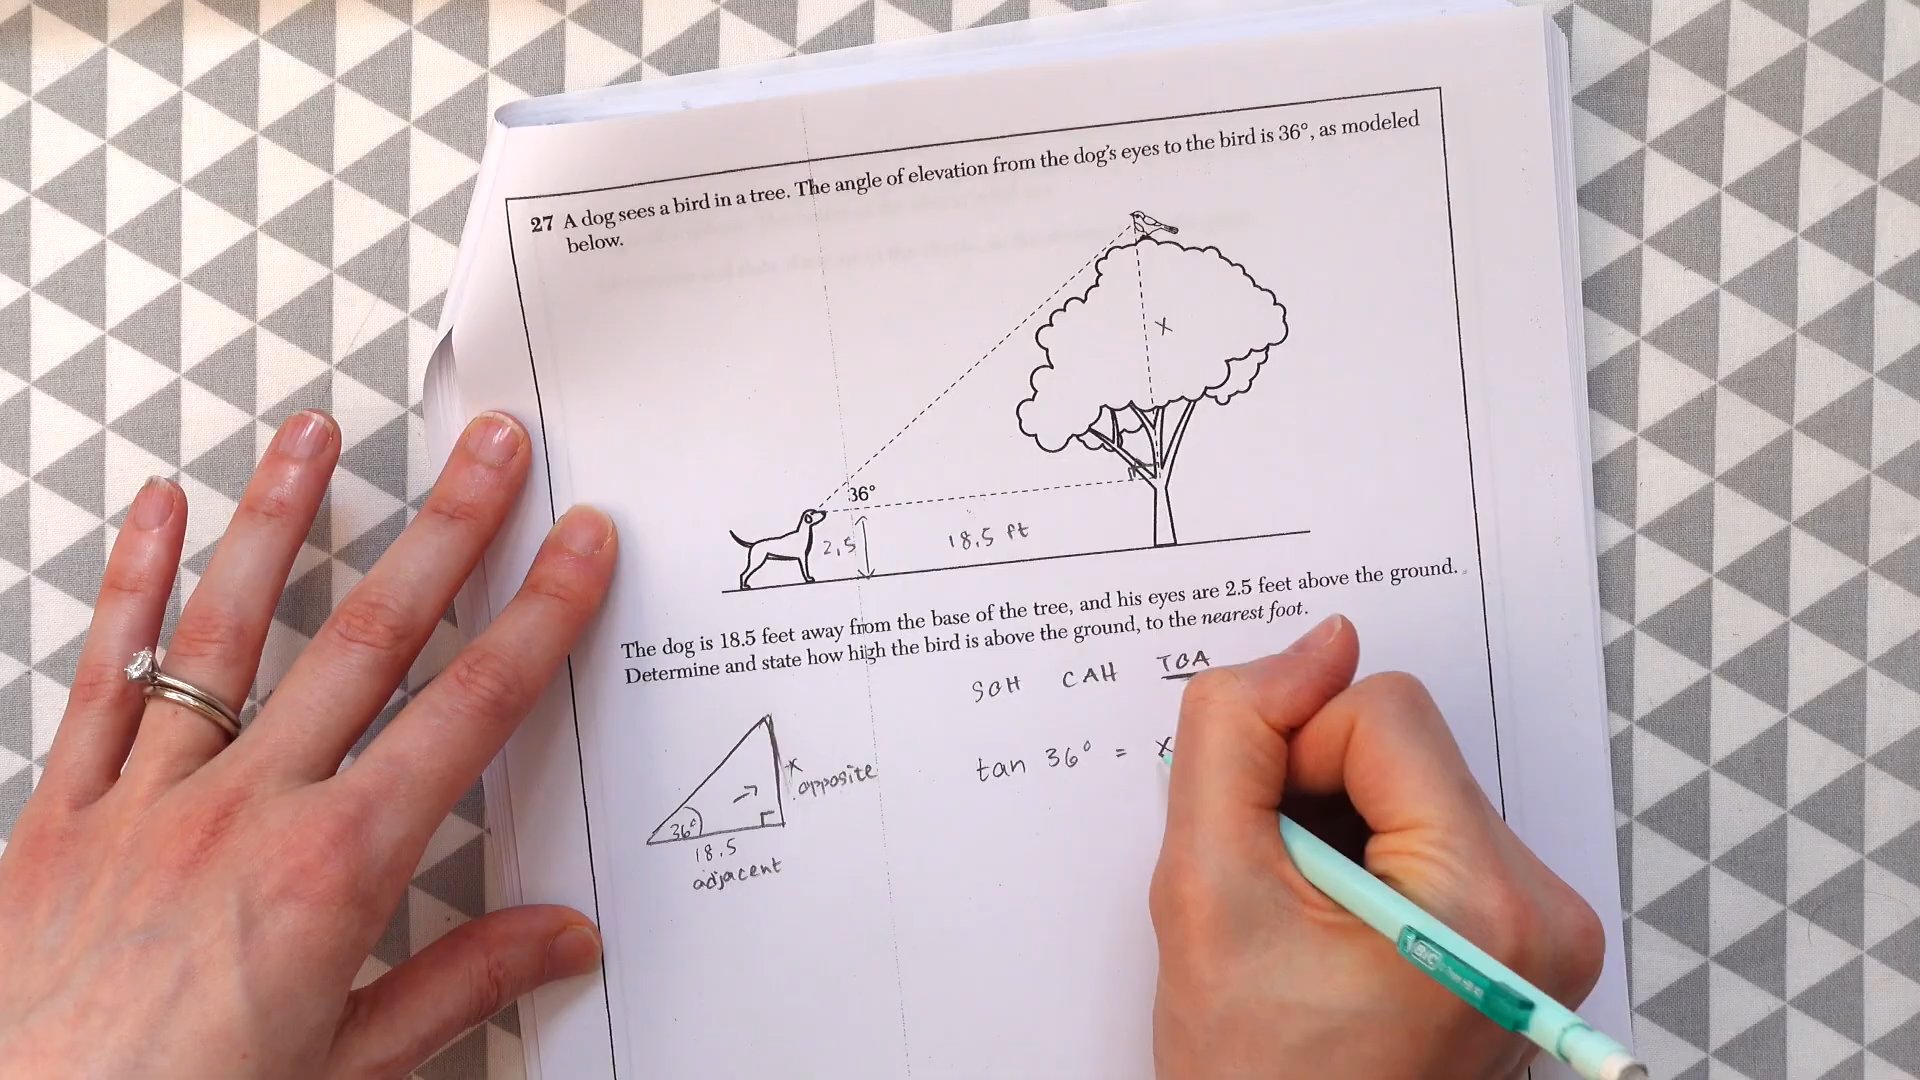 27 A dog sees a bird in a tree. The angle of elevation from the dog's eyes to the bird is 36°, as modeled
below.
x
36°
2.5
18.5 ft
The dog is 18.5 feet away from the base of the tree, and his eyes are 2.5 feet above the ground.
Determine and state how high the bird is above the ground, to the nearest foot.
SOH CAH TOA
tan 36° = x
x
opposite
36°
18.5
adjacent
BIC